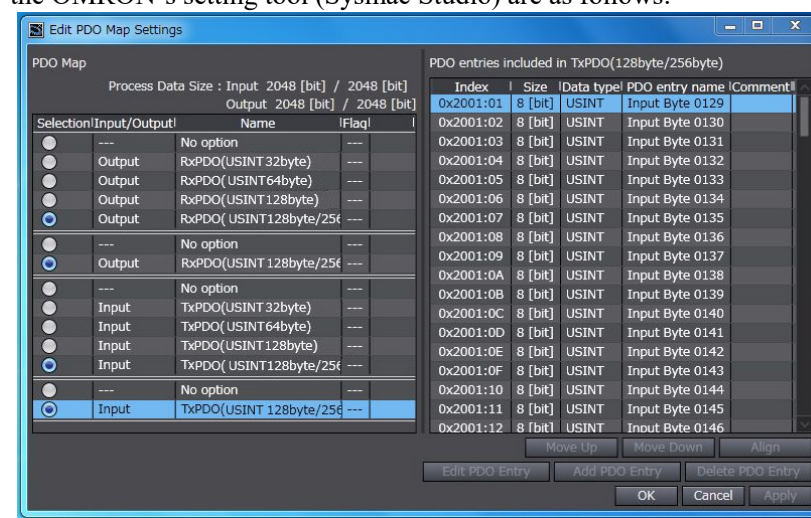 the OMRON's setting tool (Sysmac Studio) are as follows.
Edit PDO Map Settings
PDO Map
Process Data Size : Input 2048 [bit] / 2048 [bit]
Output 2048 [bit] / 2048 [bit]
Selection Input/Output Name Flag
--- No option ---
Output RxPDO(USINT32byte) ---
Output RxPDO(USINT64byte) ---
Output RxPDO(USINT128byte) ---
Output RxPDO( USINT128byte/256 ---
--- No option ---
Output RxPDO(USINT128byte/256 ---
--- No option ---
Input TxPDO(USINT32byte) ---
Input TxPDO(USINT64byte) ---
Input TxPDO(USINT128byte) ---
Input TxPDO( USINT128byte/256 ---
--- No option ---
Input TxPDO(USINT 128byte/256 ---
PDO entries included in TxPDO(128byte/256byte)
Index Size Data type PDO entry name Comment
0x2001:01 8 [bit] USINT Input Byte 0129
0x2001:02 8 [bit] USINT Input Byte 0130
0x2001:03 8 [bit] USINT Input Byte 0131
0x2001:04 8 [bit] USINT Input Byte 0132
0x2001:05 8 [bit] USINT Input Byte 0133
0x2001:06 8 [bit] USINT Input Byte 0134
0x2001:07 8 [bit] USINT Input Byte 0135
0x2001:08 8 [bit] USINT Input Byte 0136
0x2001:09 8 [bit] USINT Input Byte 0137
0x2001:0A 8 [bit] USINT Input Byte 0138
0x2001:0B 8 [bit] USINT Input Byte 0139
0x2001:0C 8 [bit] USINT Input Byte 0140
0x2001:0D 8 [bit] USINT Input Byte 0141
0x2001:0E 8 [bit] USINT Input Byte 0142
0x2001:0F 8 [bit] USINT Input Byte 0143
0x2001:10 8 [bit] USINT Input Byte 0144
0x2001:11 8 [bit] USINT Input Byte 0145
0x2001:12 8 [bit] USINT Input Byte 0146
Move Up Move Down Align
Edit PDO Entry Add PDO Entry Delete PDO Entry
OK Cancel Apply